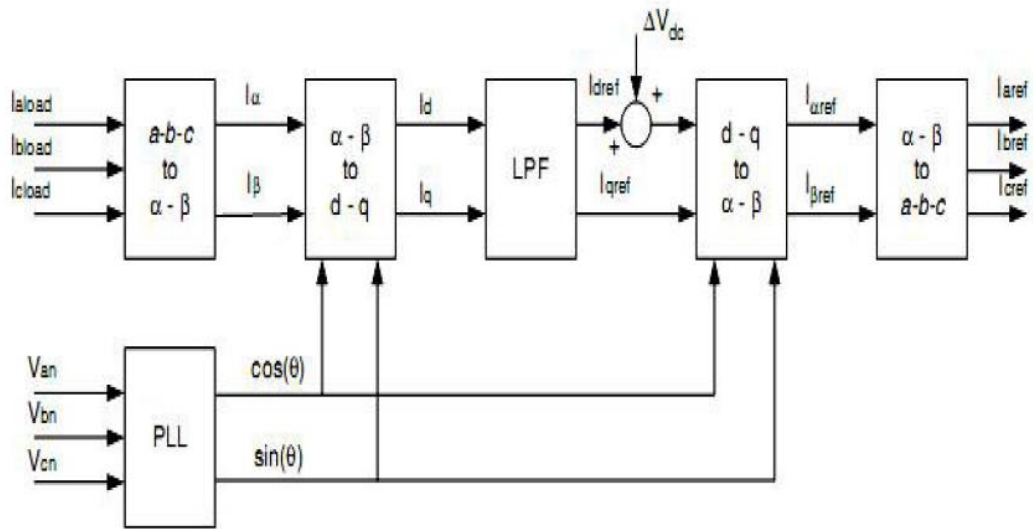 ΔVdc
Iaload
Ibload
Icload
a-b-c
to
α - β
Iα
Iβ
α - β
to
d - q
Id
Iq
LPF
Idref
+
+
Iqref
d - q
to
α - β
Iαref
Iβref
α - β
to
a-b-c
Iaref
Ibref
Icref
Van
Vbn
Vcn
PLL
cos(θ)
sin(θ)